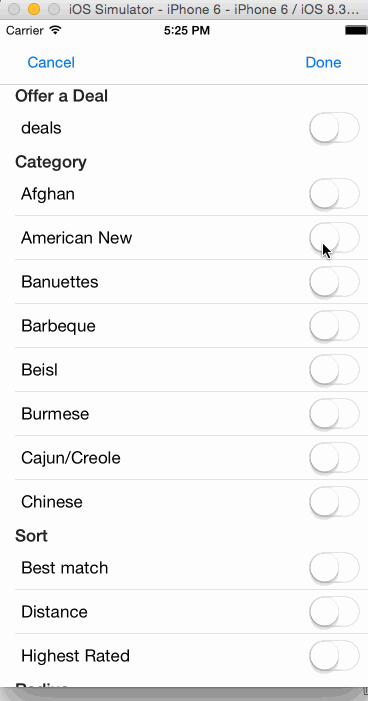 iOS Simulator - iPhone 6 - iPhone 6 / iOS 8.3...
Carrier 5:25 PM
Cancel Done
Offer a Deal
deals
Category
Afghan
American New
Banuettes
Barbeque
Beisl
Burmese
Cajun/Creole
Chinese
Sort
Best match
Distance
Highest Rated